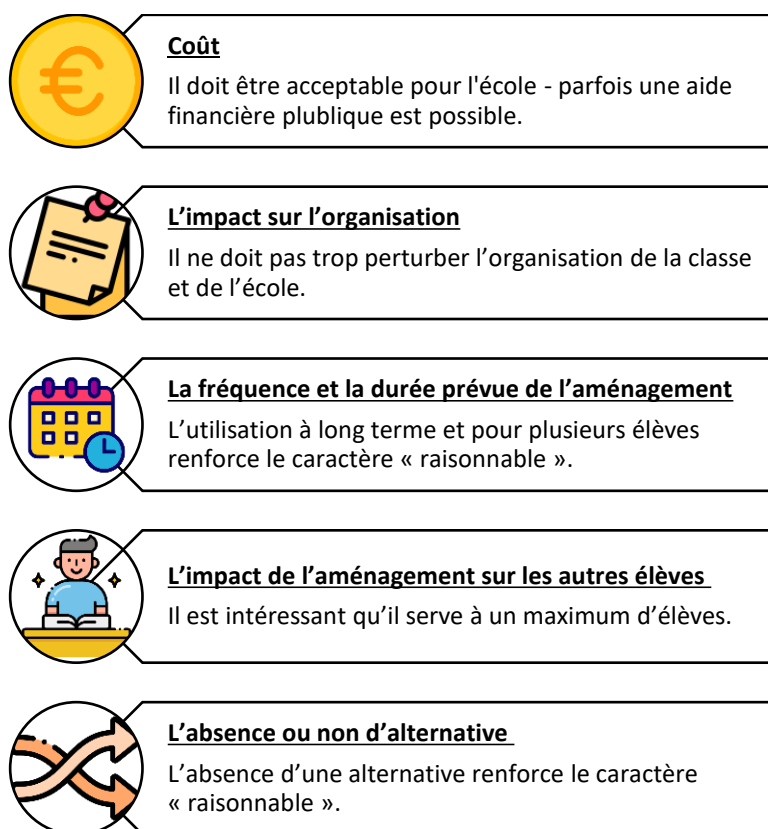 Coût
Il doit être acceptable pour l'école - parfois une aide
financière plublique est possible.
L’impact sur l’organisation
Il ne doit pas trop perturber l’organisation de la classe
et de l’école.
La fréquence et la durée prévue de l’aménagement
L’utilisation à long terme et pour plusieurs élèves
renforce le caractère « raisonnable ».
L’impact de l’aménagement sur les autres élèves
Il est intéressant qu’il serve à un maximum d’élèves.
L’absence ou non d’alternative
L’absence d’une alternative renforce le caractère
« raisonnable ».